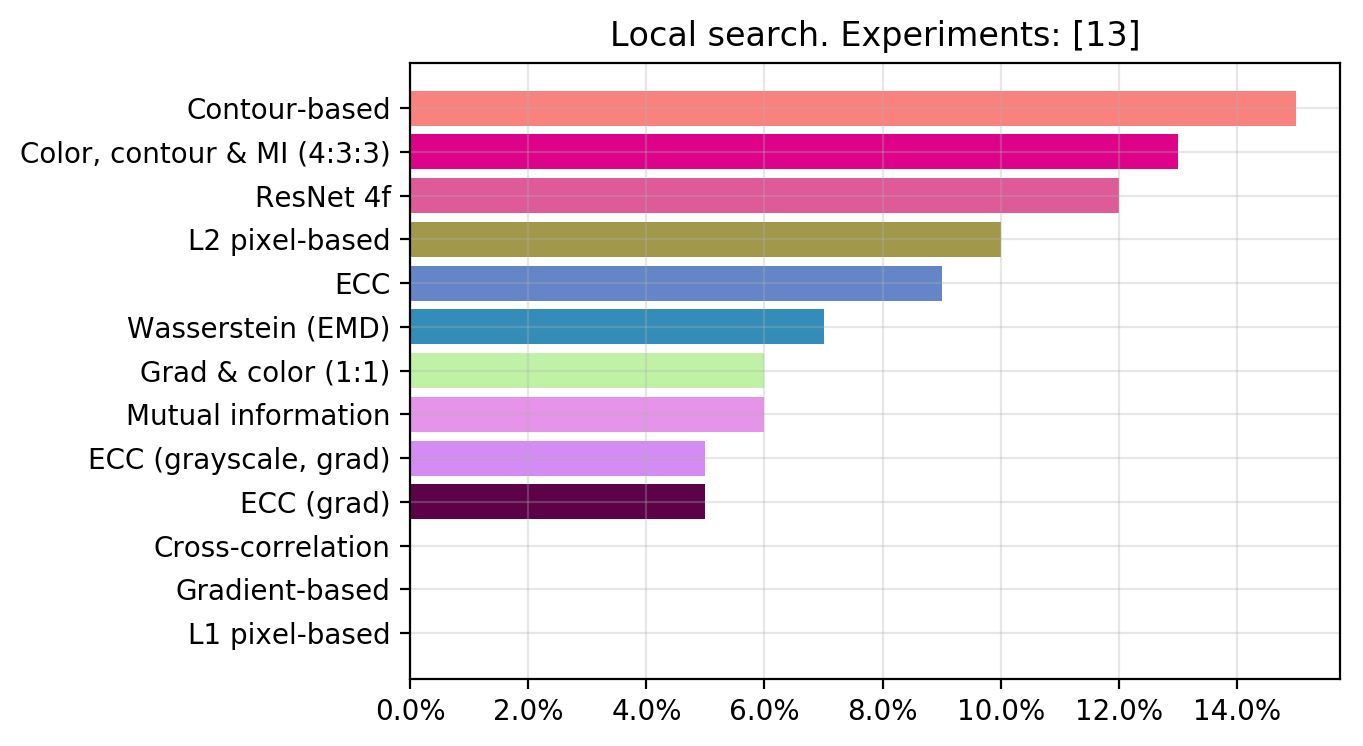 Local search. Experiments: [13]
Contour-based
Color, contour & MI (4:3:3)
ResNet 4f
L2 pixel-based
ECC
Wasserstein (EMD)
Grad & color (1:1)
Mutual information
ECC (grayscale, grad)
ECC (grad)
Cross-correlation
Gradient-based
L1 pixel-based
0.0% 2.0% 4.0% 6.0% 8.0% 10.0% 12.0% 14.0%